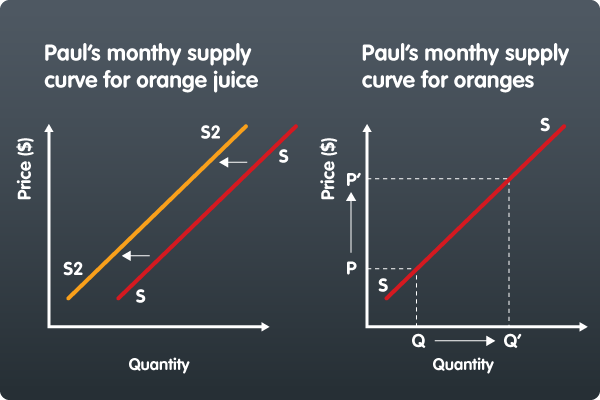 Paul's monthy supply
curve for orange juice
Price ($)
S2
S
S2
S
Quantity
Paul's monthy supply
curve for oranges
Price ($)
S
P'
P
S
Q
Q'
Quantity